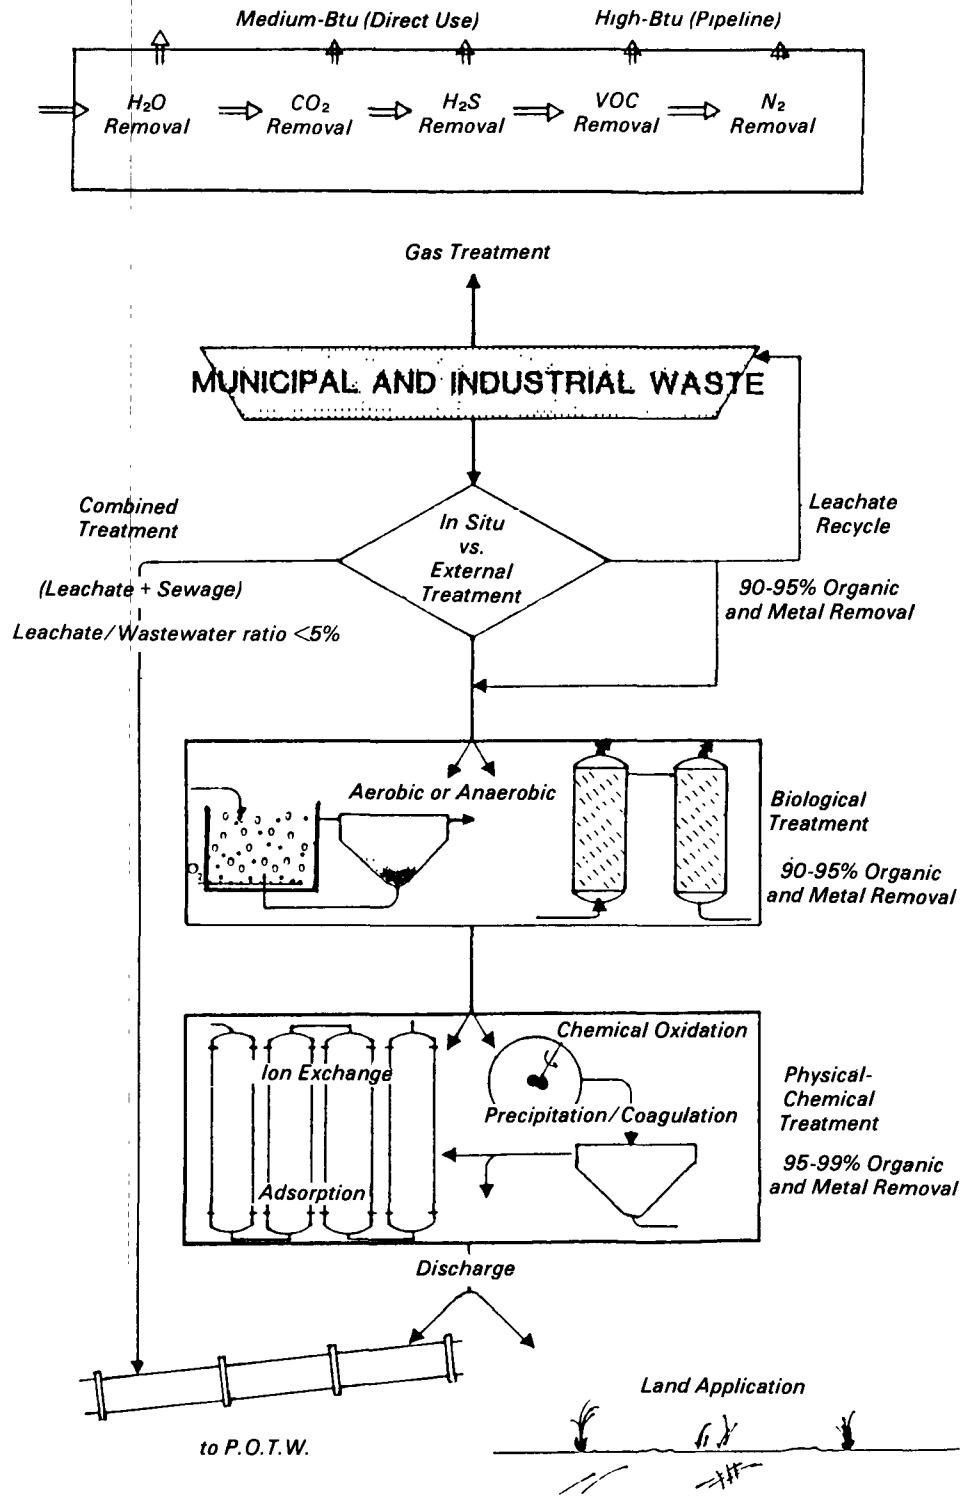 Medium-Btu (Direct Use)
High-Btu (Pipeline)
H2O
Removal
CO2
Removal
H2S
Removal
VOC
Removal
N2
Removal
Gas Treatment
MUNICIPAL AND INDUSTRIAL WASTE
Combined
Treatment
(Leachate + Sewage)
Leachate/Wastewater ratio <5%
In Situ
vs.
External
Treatment
Leachate
Recycle
90-95% Organic
and Metal Removal
Aerobic or Anaerobic
O2
Biological
Treatment
90-95% Organic
and Metal Removal
Chemical Oxidation
Ion Exchange
Precipitation/Coagulation
Adsorption
Physical-
Chemical
Treatment
95-99% Organic
and Metal Removal
Discharge
Land Application
to P.O.T.W.